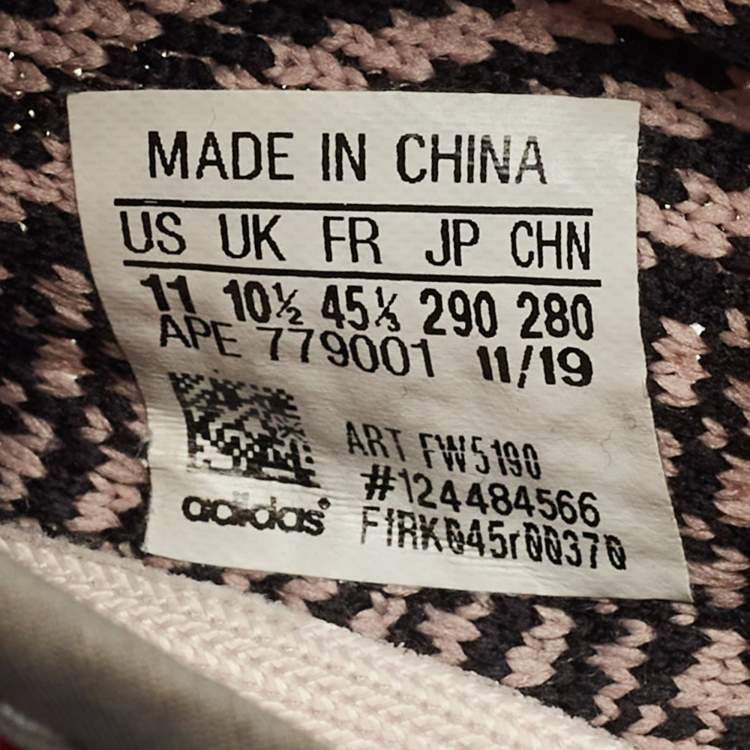 MADE IN CHINA
US UK FR JP CHN
11 10½ 45⅓ 290 280
APE 779001 11/19
ART FW5190
#124484566
F1RK045r00370
adidas